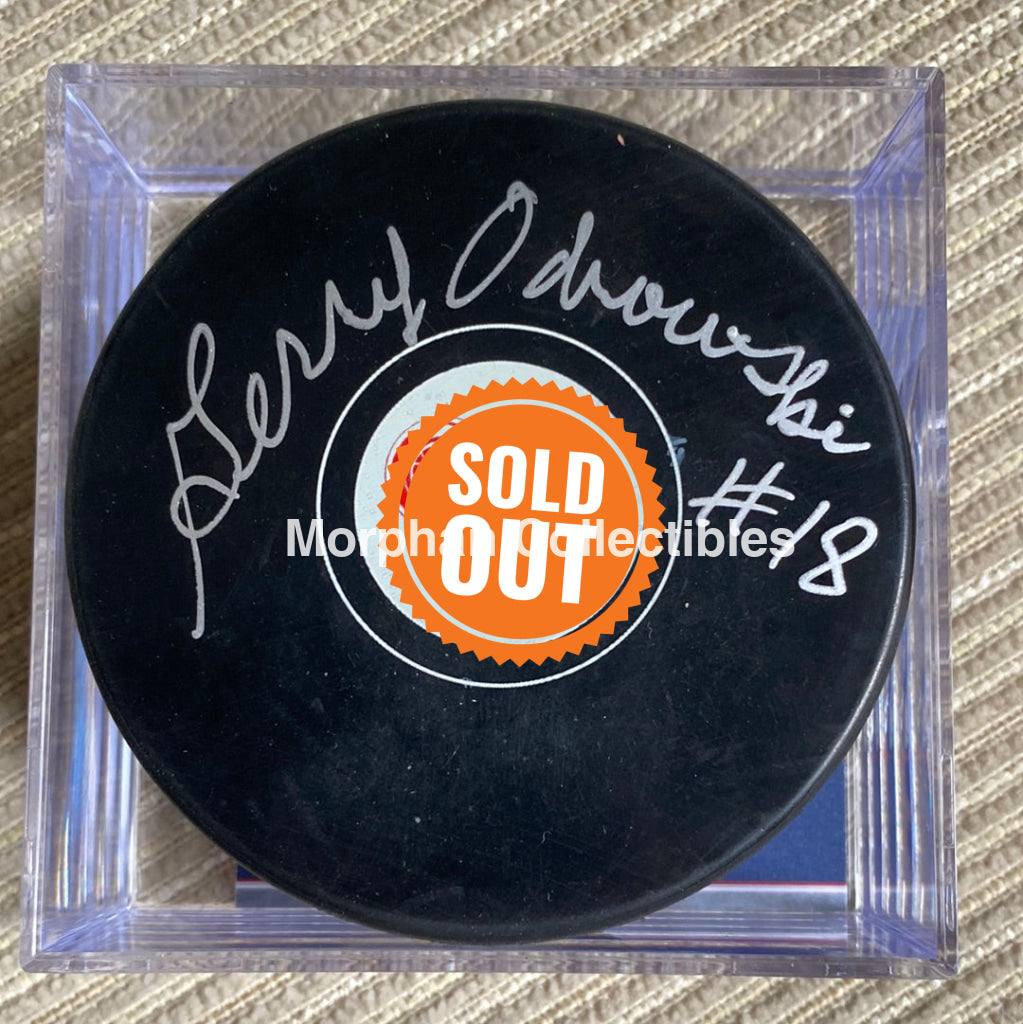 Gerry Odrowski
#18
SOLD
OUT
Morphan Collectibles